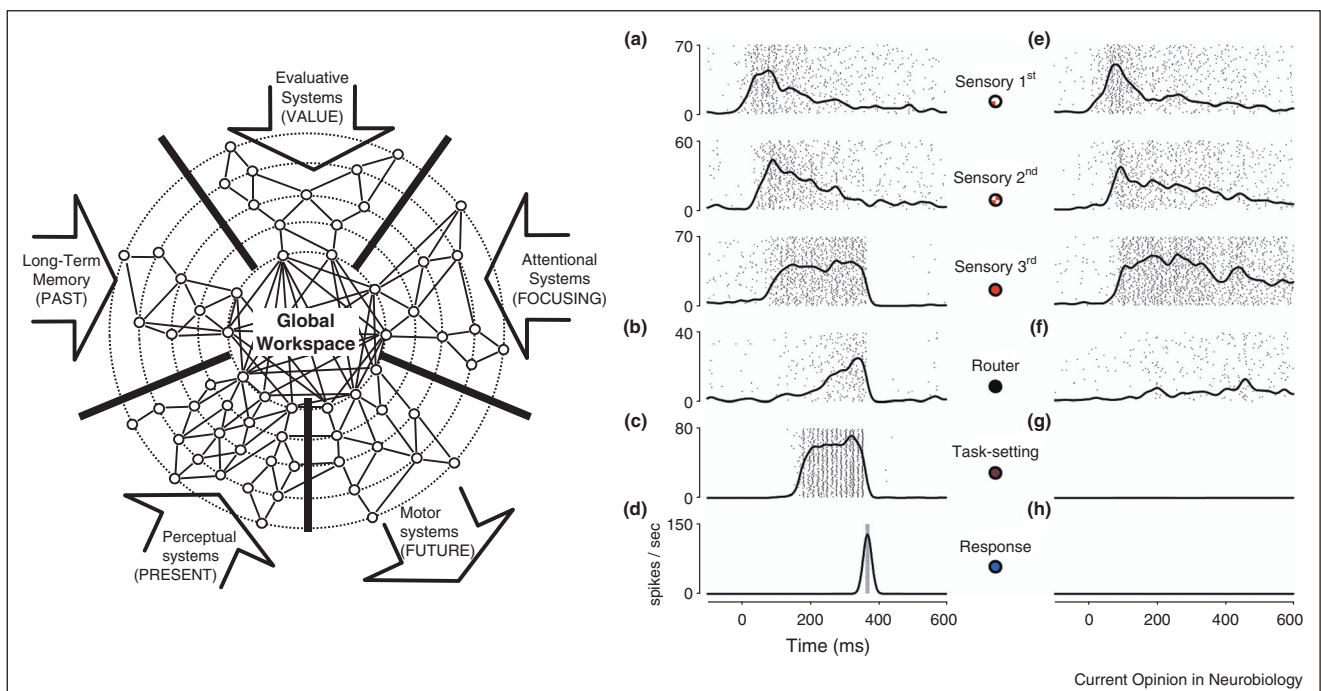 Evaluative
Systems
(VALUE)
Long-Term
Memory
(PAST)
Attentional
Systems
(FOCUSING)
Global
Workspace
Perceptual
systems
(PRESENT)
Motor
systems
(FUTURE)
(a)
70
0
Sensory 1st
(e)
60
0
Sensory 2nd
70
0
Sensory 3rd
(b)
40
0
Router
(f)
(c)
80
0
Task-setting
(g)
(d)
150
0
spikes / sec
Response
(h)
0 200 400 600
Time (ms)
0 200 400 600
Current Opinion in Neurobiology